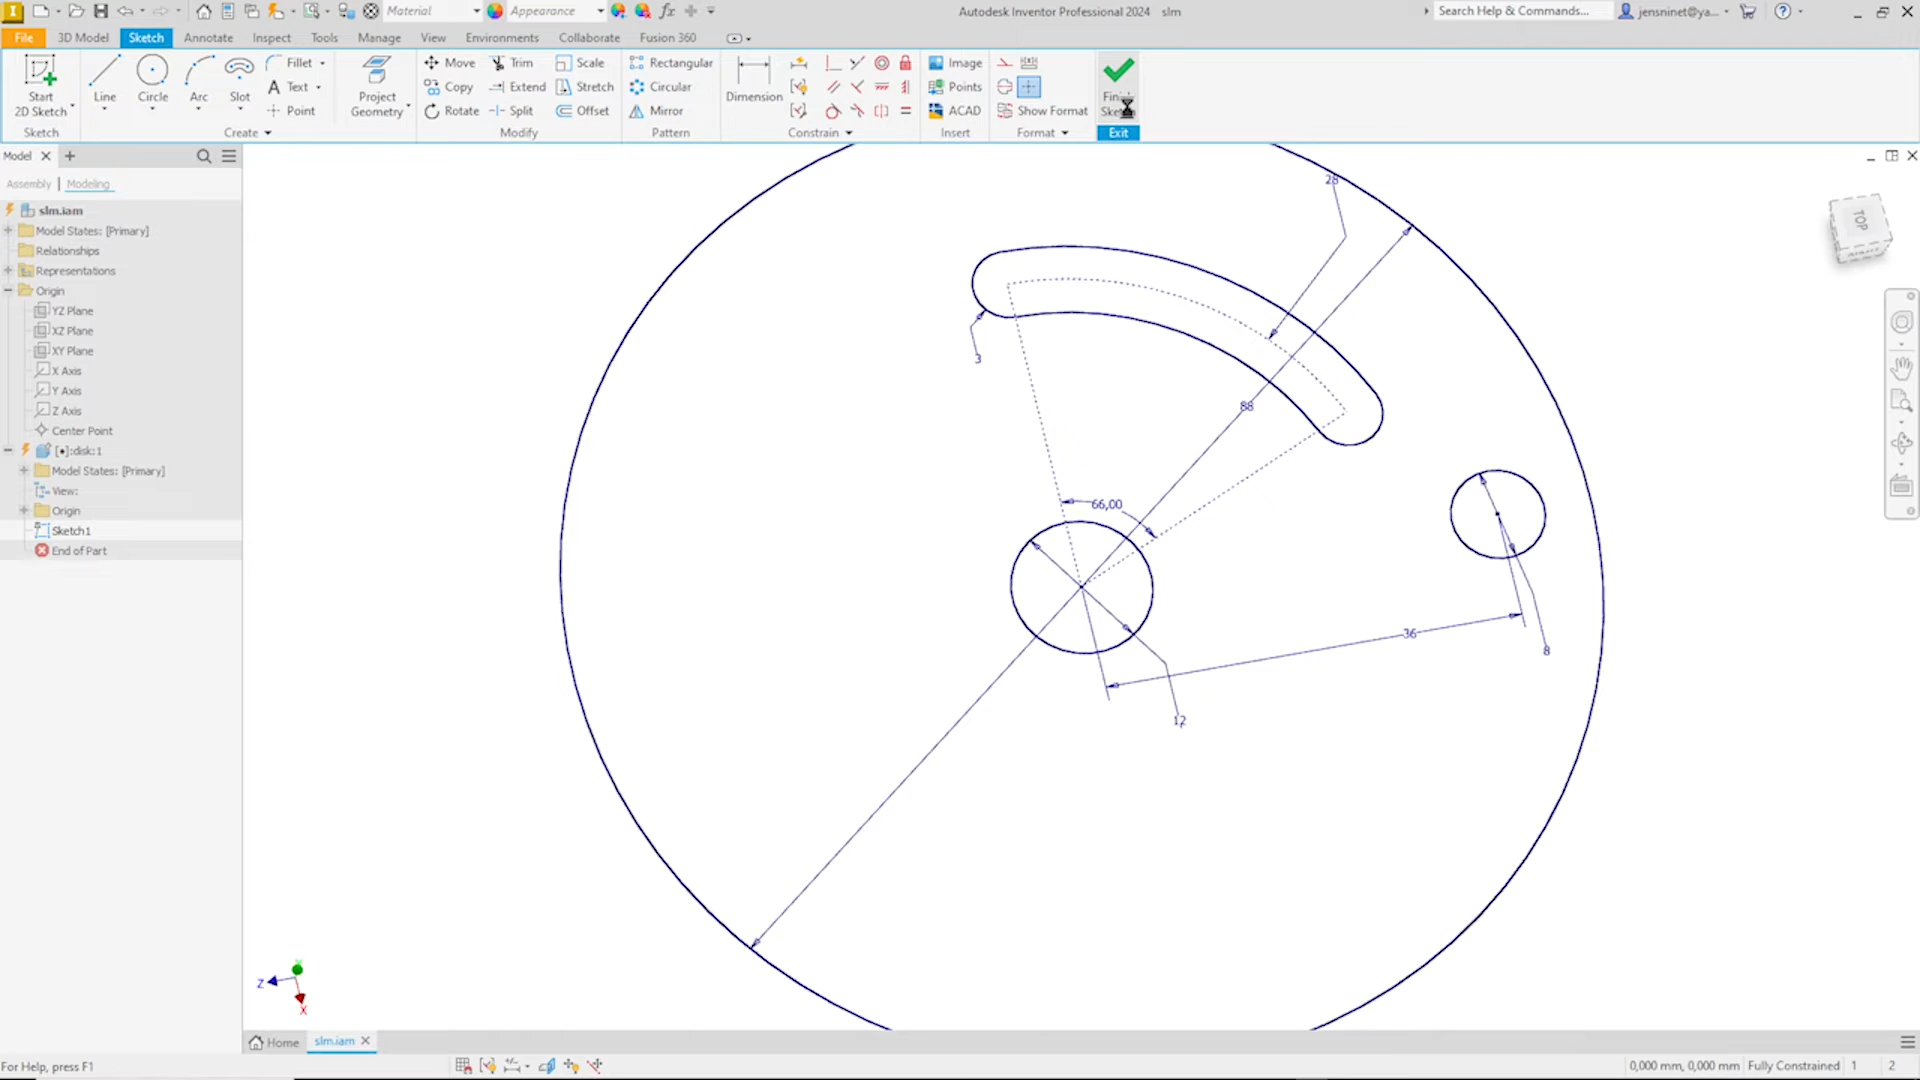 Material
Appearance
fx
Autodesk Inventor Professional 2024 slm
Search Help & Commands...
jensninet@ya...
File
3D Model
Sketch
Annotate
Inspect
Tools
Manage
View
Environments
Collaborate
Fusion 360
Start
2D Sketch
Line
Circle
Arc
Slot
Fillet
Text
Point
Project
Geometry
Move
Copy
Rotate
Trim
Extend
Split
Scale
Stretch
Offset
Rectangular
Circular
Mirror
Dimension
Image
Points
ACAD
Show Format
Sketch
Create
Modify
Pattern
Constrain
Insert
Format
Exit
Model
Assembly | Modeling
slm.iam
Model States: [Primary]
Relationships
Representations
Origin
YZ Plane
XZ Plane
XY Plane
X Axis
Y Axis
Z Axis
Center Point
[•]:disk:1
Model States: [Primary]
View:
Origin
Sketch1
End of Part
TOP
28
3
88
66,00
36
8
12
Z
X
Home
slm.iam
For Help, press F1
0,000 mm, 0,000 mm
Fully Constrained
1
2